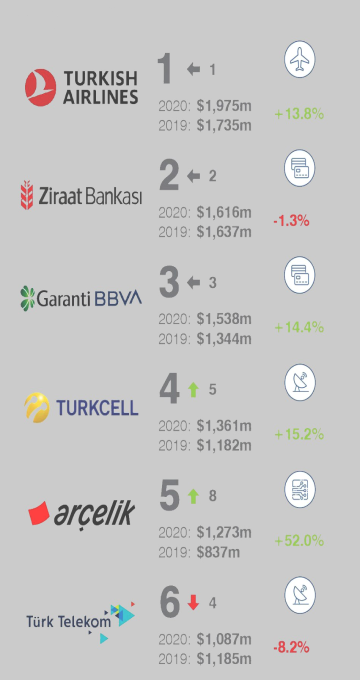 TURKISH
AIRLINES
1 1
2020: $1,975m
2019: $1,735m
+13.8%
Ziraat Bankası
2 2
2020: $1,616m
2019: $1,637m
-1.3%
Garanti BBVA
3 3
2020: $1,538m
2019: $1,344m
+14.4%
TURKCELL
4 5
2020: $1,361m
2019: $1,182m
+15.2%
arçelik
5 8
2020: $1,273m
2019: $837m
+52.0%
Türk Telekom
6 4
2020: $1,087m
2019: $1,185m
-8.2%